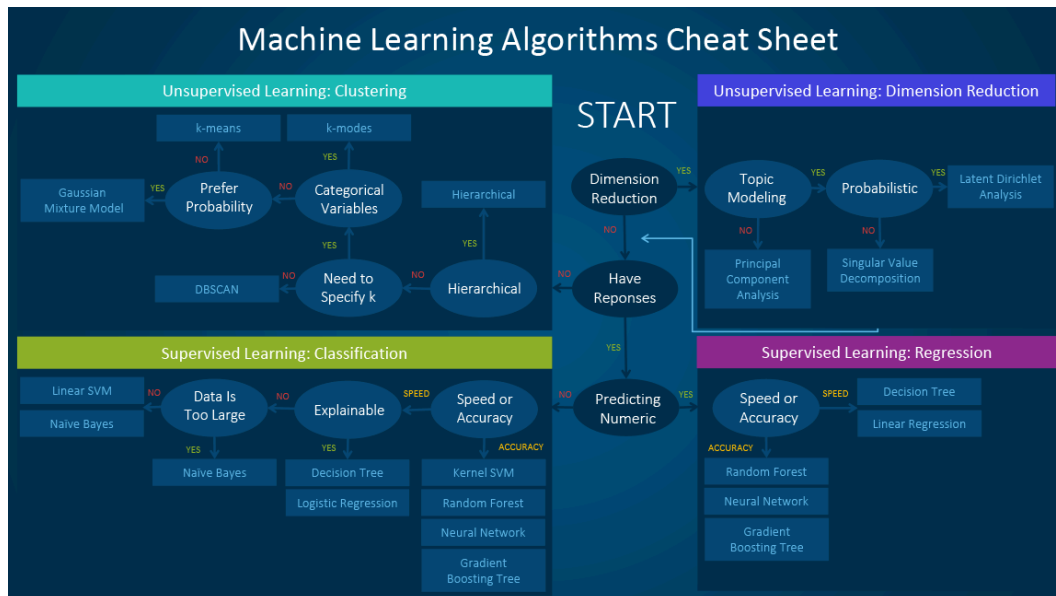 Machine Learning Algorithms Cheat Sheet
Unsupervised Learning: Clustering
START
Unsupervised Learning: Dimension Reduction
k-means
k-modes
NO
YES
Gaussian
Mixture Model
YES
Prefer
Probability
NO
Categorical
Variables
Hierarchical
YES
YES
DBSCAN
NO
Need to
Specify k
NO
Hierarchical
NO
Dimension
Reduction
YES
NO
Have
Reponses
YES
Topic
Modeling
YES
Probabilistic
YES
Latent Dirichlet
Analysis
NO
NO
Principal
Component
Analysis
Singular Value
Decomposition
Supervised Learning: Classification
Supervised Learning: Regression
Linear SVM
Naïve Bayes
NO
Data Is
Too Large
NO
Explainable
SPEED
Speed or
Accuracy
NO
Predicting
Numeric
YES
Speed or
Accuracy
SPEED
Decision Tree
Linear Regression
YES
YES
ACCURACY
ACCURACY
Naïve Bayes
Decision Tree
Logistic Regression
Kernel SVM
Random Forest
Neural Network
Gradient
Boosting Tree
Random Forest
Neural Network
Gradient
Boosting Tree